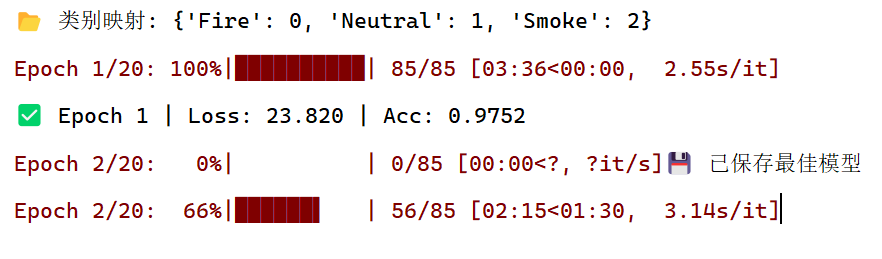 📂 类别映射: {'Fire': 0, 'Neutral': 1, 'Smoke': 2}
Epoch 1/20: 100%|██████████| 85/85 [03:36<00:00,  2.55s/it]
✅ Epoch 1 | Loss: 23.820 | Acc: 0.9752
Epoch 2/20:   0%|          | 0/85 [00:00<?, ?it/s]💾 已保存最佳模型
Epoch 2/20:  66%|██████▌   | 56/85 [02:15<01:30,  3.14s/it]